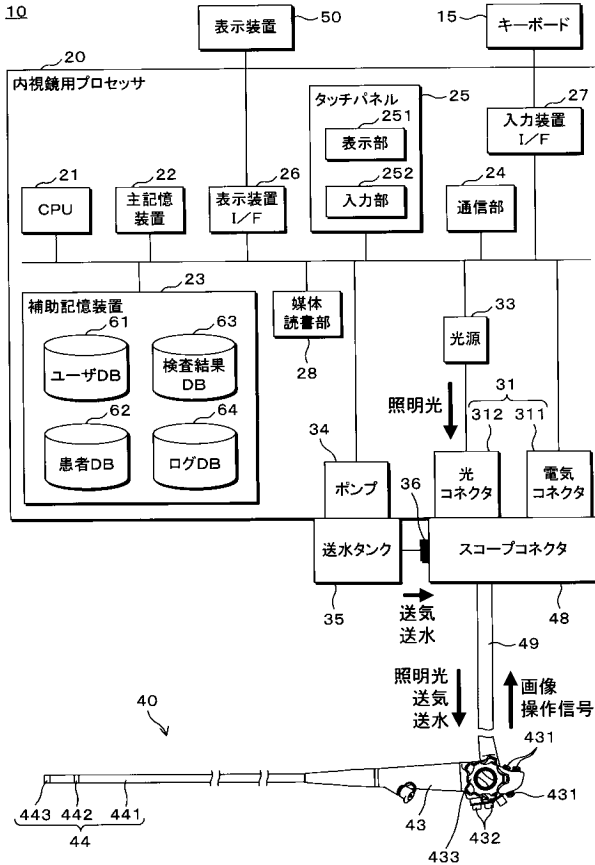 10
表示装置
50
15
キーボード
20
内視鏡用プロセッサ
タッチパネル
25
251
表示部
252
入力部
27
入力装置
I/F
21
CPU
22
主記憶
装置
26
表示装置
I/F
24
通信部
23
補助記憶装置
61
ユーザDB
63
検査結果
DB
62
患者DB
64
ログDB
媒体
読書部
28
33
光源
照明光
31
312
311
34
ポンプ
36
光
コネクタ
電気
コネクタ
送水タンク
35
スコープコネクタ
48
送気
送水
49
照明光
送気
送水
画像
操作信号
40
431
431
443
442
441
44
43
432
433